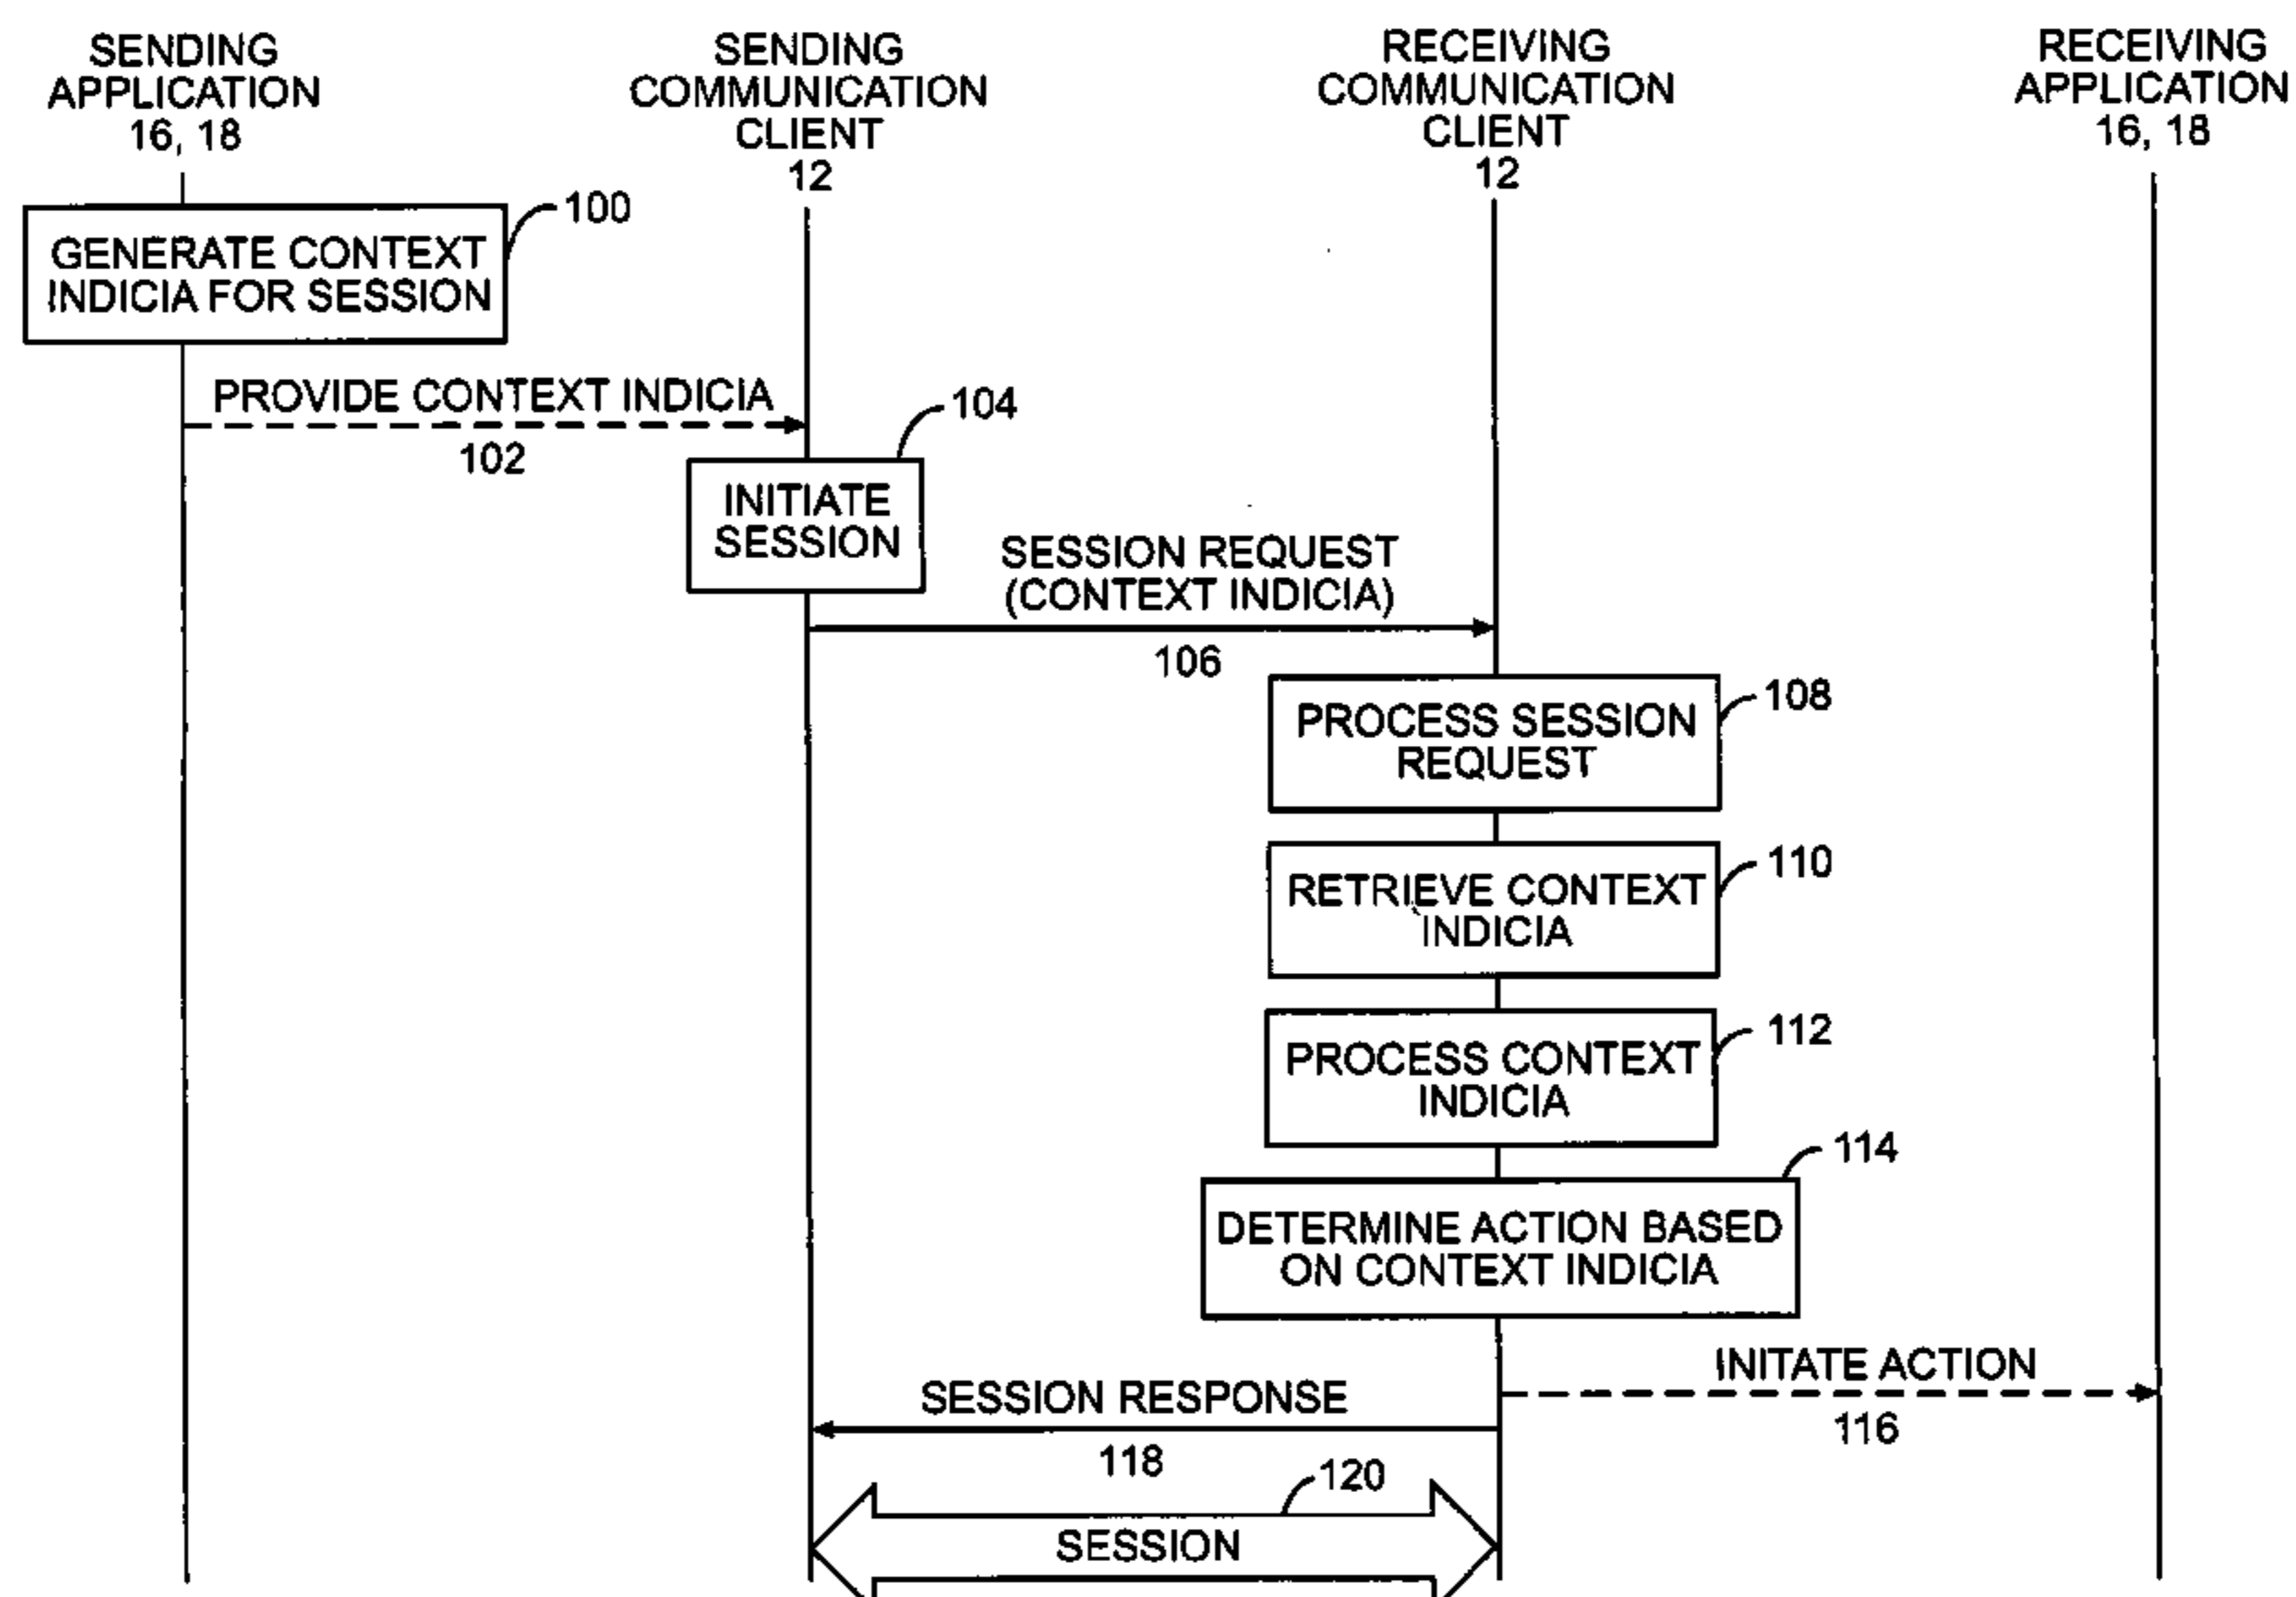 SENDING
APPLICATION
16, 18
SENDING
COMMUNICATION
CLIENT
12
RECEIVING
COMMUNICATION
CLIENT
12
RECEIVING
APPLICATION
16, 18
GENERATE CONTEXT
INDICIA FOR SESSION
100
PROVIDE CONTEXT INDICIA
102
104
INITIATE
SESSION
SESSION REQUEST
(CONTEXT INDICIA)
106
PROCESS SESSION
REQUEST
108
RETRIEVE CONTEXT
INDICIA
110
PROCESS CONTEXT
INDICIA
112
114
DETERMINE ACTION BASED
ON CONTEXT INDICIA
INITATE ACTION
116
SESSION RESPONSE
118
120
SESSION